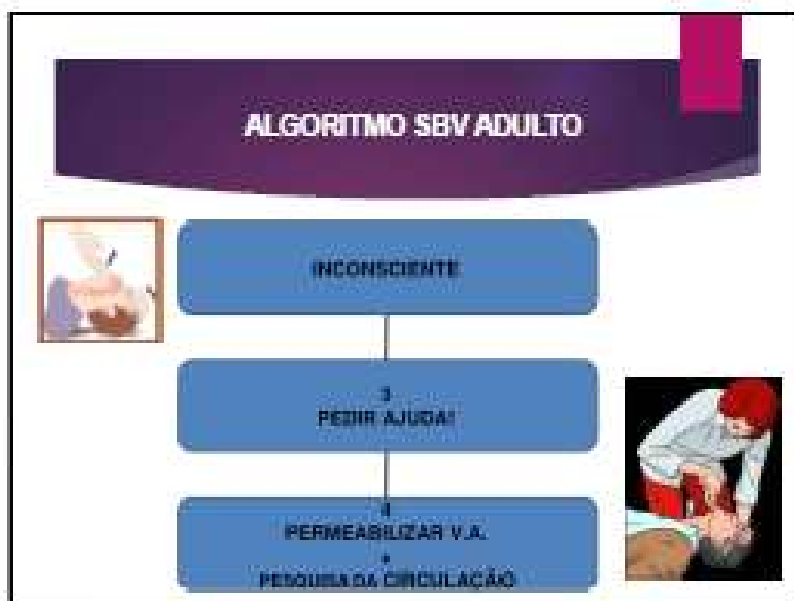 ALGORITMO SBV ADULTO
INCONSCIENTE
3
PEDIR AJUDA!
4
PERMEABILIZAR V.A.
PESQUISA DA CIRCULAÇÃO